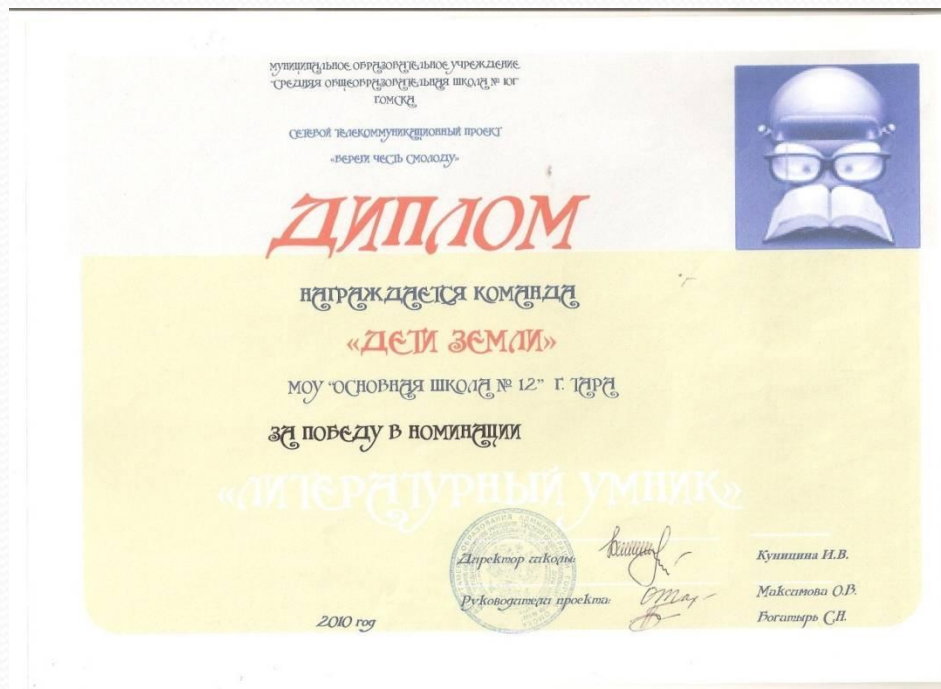 МУНИЦИПАЛЬНОЕ ОБРАЗОВАТЕЛЬНОЕ УЧРЕЖДЕНИЕ
"СРЕДНЯЯ ОБЩЕОБРАЗОВАТЕЛЬНАЯ ШКОЛА №
СЕТЕВОЙ ТЕЛЕКОММУНИКАЦИОННЫЙ ПРОЕКТ
«БЕРЕГИ ЧЕСТЬ СМОЛОДУ»
ДИПЛОМ
НАГРАЖДАЕТСЯ КОМАНДА
«ДЕТИ ЗЕМЛИ»
МОУ "ОСНОВНАЯ ШКОЛА № 12" Г. ТАРА
ЗА ПОБЕДУ В НОМИНАЦИИ
«ЛИТЕРАТУРНЫЙ УМНИК»
Директор школы: Куницина И.В.
Руководители проекта: Максимова О.В.
2010 год Богатырь С.Н.